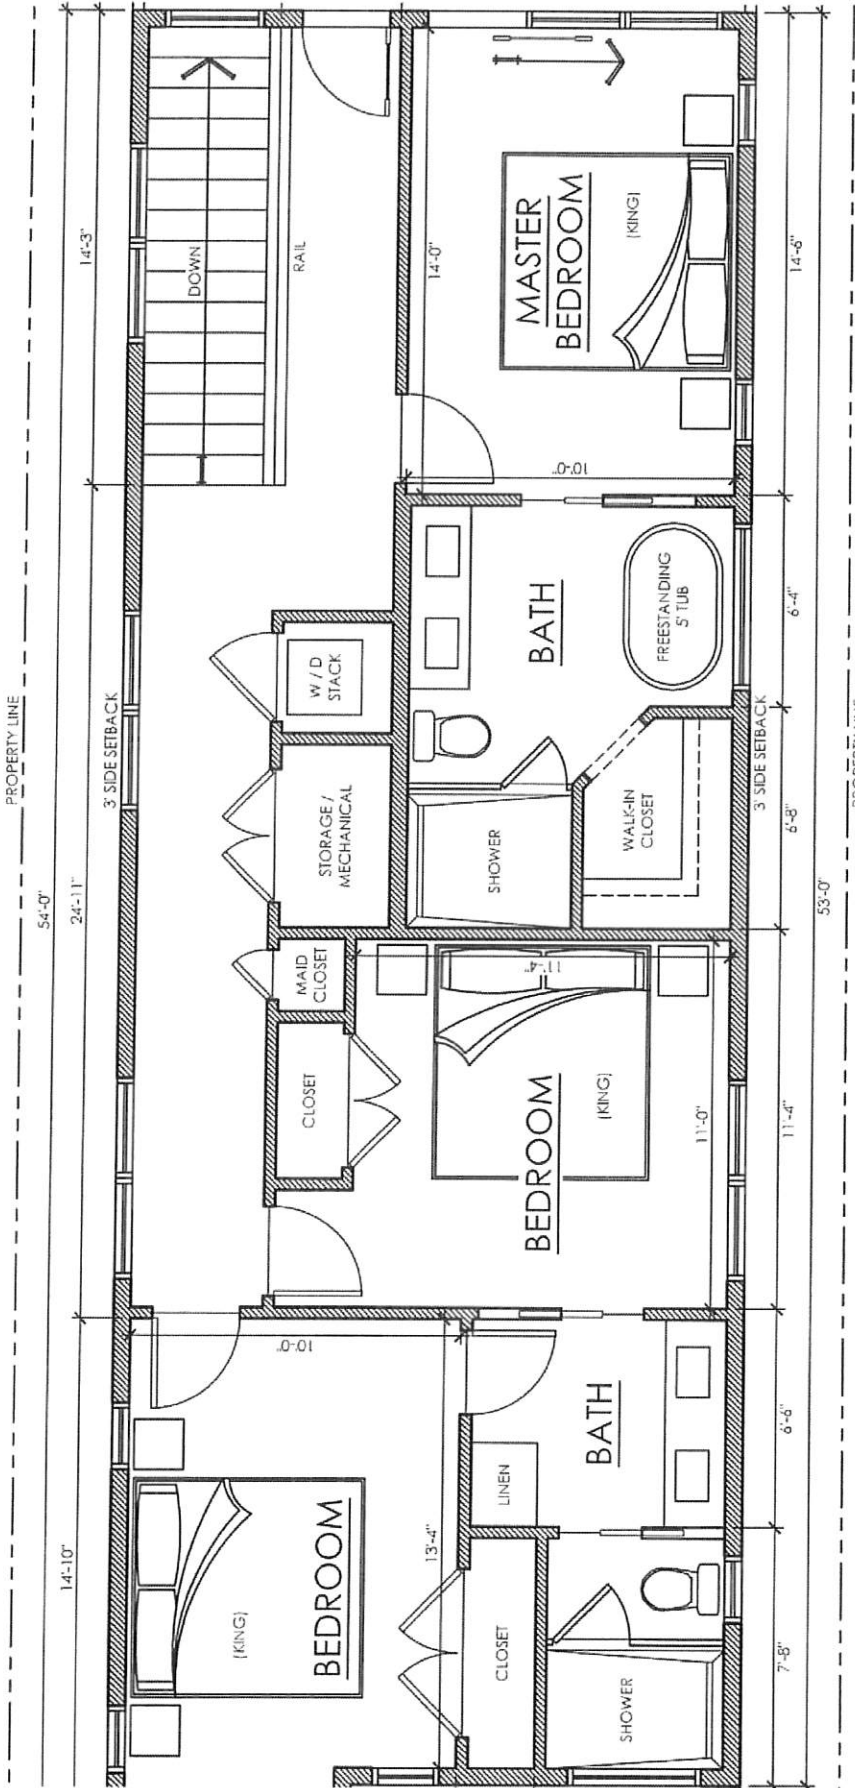 PROPERTY LINE
54'-0"
24'-11"
14'-3"
14'-10"
3' SIDE SETBACK
DOWN
RAIL
14'-0"
MASTER
BEDROOM
(KING)
14'-6"
10'-0"
W / D
STACK
STORAGE /
MECHANICAL
MAID
CLOSET
CLOSET
BATH
FREESTANDING
5' TUB
6'-4"
SHOWER
WALK-IN
CLOSET
3' SIDE SETBACK
6'-8"
53'-0"
11'-4"
BEDROOM
(KING)
11'-0"
11'-4"
10'-0"
BEDROOM
(KING)
13'-4"
LINEN
BATH
6'-6"
CLOSET
SHOWER
7'-8"